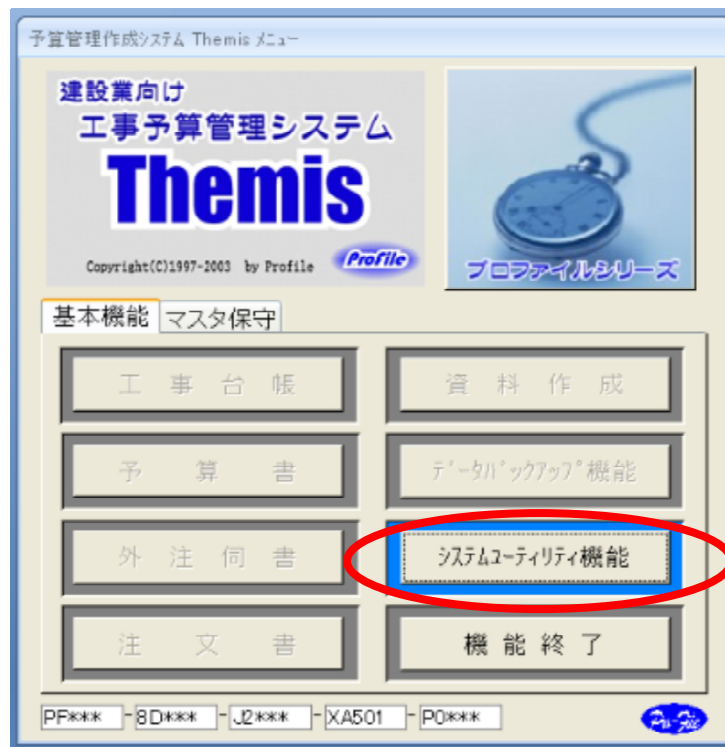 予算管理作成システム Themis メニュー
建設業向け
工事予算管理システム
Themis
Copyright(C)1997-2003 by Profile
Profile
プロファイルシリーズ
基本機能 マスタ保守
工事台帳 資料作成
予算書 データバックアップ機能
外注伺書 システムユーティリティ機能
注文書 機能終了
PF*** - 8D*** - J2*** - XA501 - P0***
Pro-File